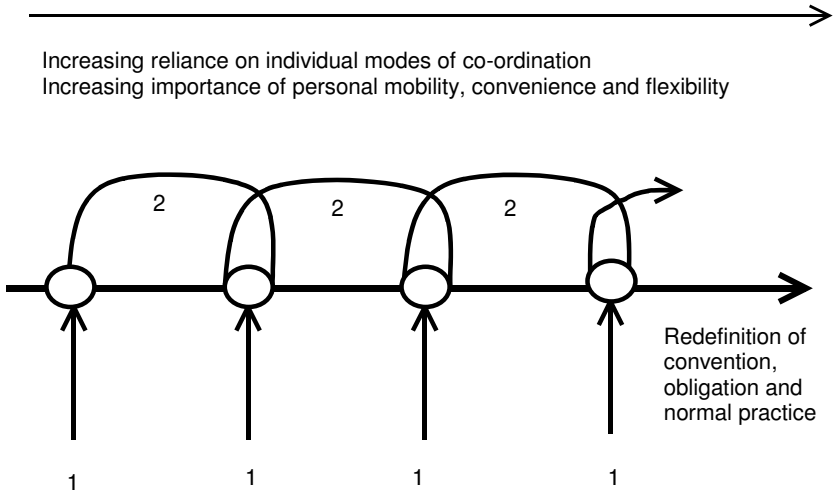 Increasing reliance on individual modes of co-ordination
Increasing importance of personal mobility, convenience and flexibility
2
2
2
Redefinition of
convention,
obligation and
normal practice
1
1
1
1